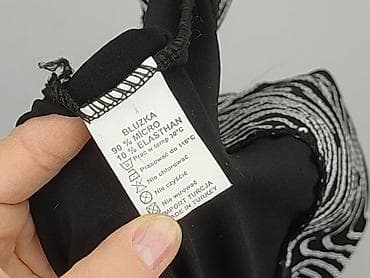 BLUZKA
90 % MICRO
10 % ELASTHAN
Prac w temp 30°C
Prasować do 110°C
Nie chlorować
Nie czyścić
Nie wirować
IMPORT TURCJA
MADE IN TURKEY